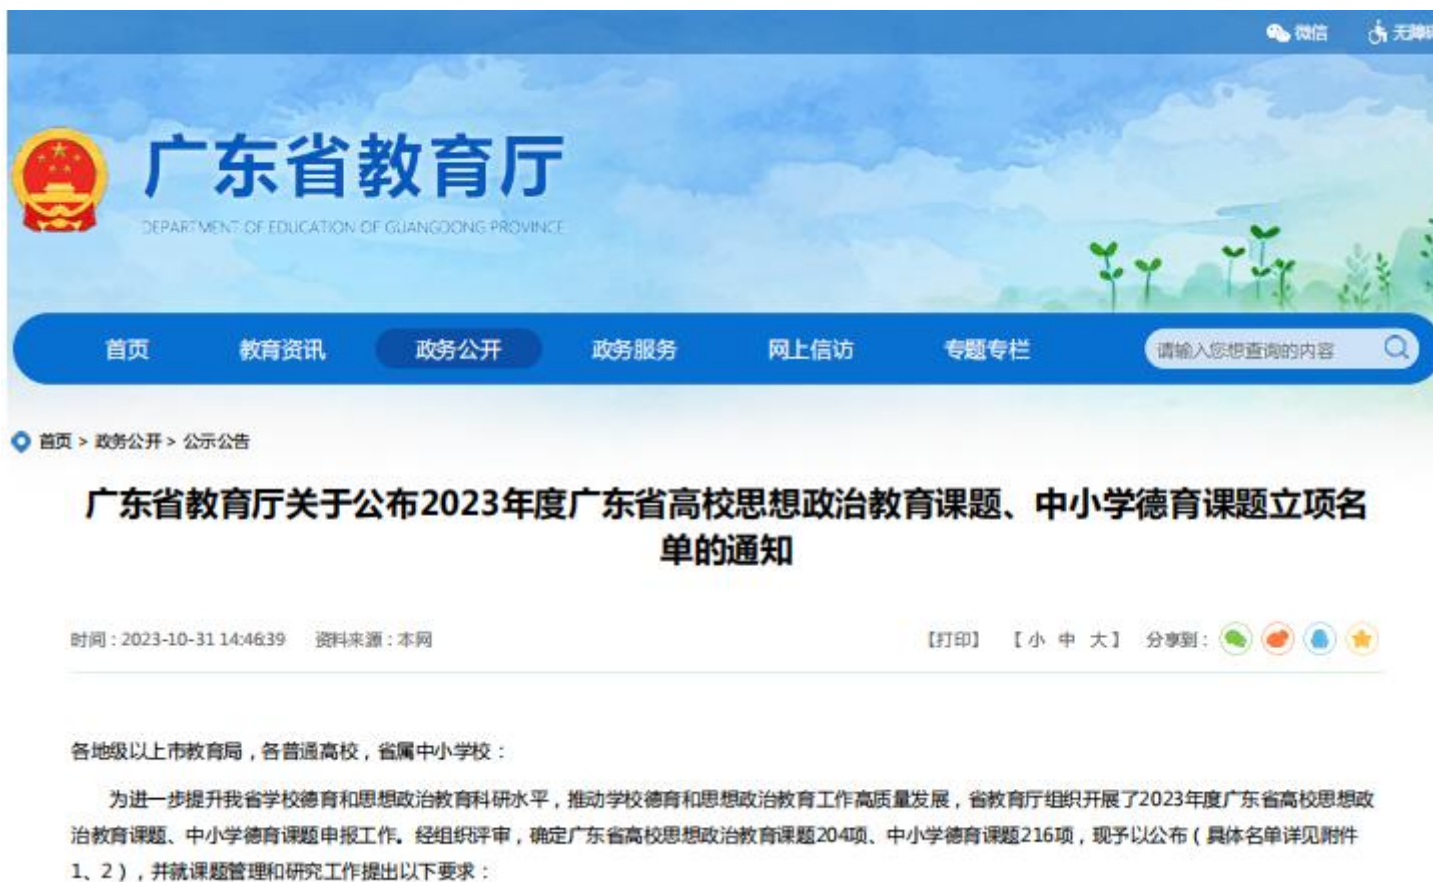 微信 无障
广东省教育厅
DEPARTMENT OF EDUCATION OF GUANGDONG PROVINCE
首页 教育资讯 政务公开 政务服务 网上信访 专题专栏 请输入您想查询的内容
首页 > 政务公开 > 公示公告
广东省教育厅关于公布2023年度广东省高校思想政治教育课题、中小学德育课题立项名
单的通知
时间：2023-10-31 14:46:39 资料来源：本网 【打印】 【小 中 大】 分享到：
各地级以上市教育局，各普通高校，省属中小学校：
为进一步提升我省学校德育和思想政治教育科研水平，推动学校德育和思想政治教育工作高质量发展，省教育厅组织开展了2023年度广东省高校思想政
治教育课题、中小学德育课题申报工作。经组织评审，确定广东省高校思想政治教育课题204项、中小学德育课题216项，现予以公布（具体名单详见附件
1、2），并就课题管理和研究工作提出以下要求：